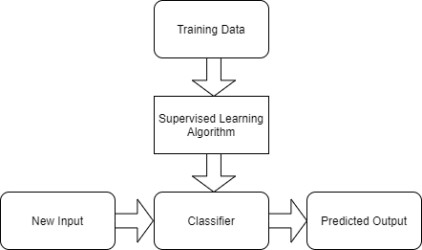 Training Data
Supervised Learning
Algorithm
New Input
Classifier
Predicted Output